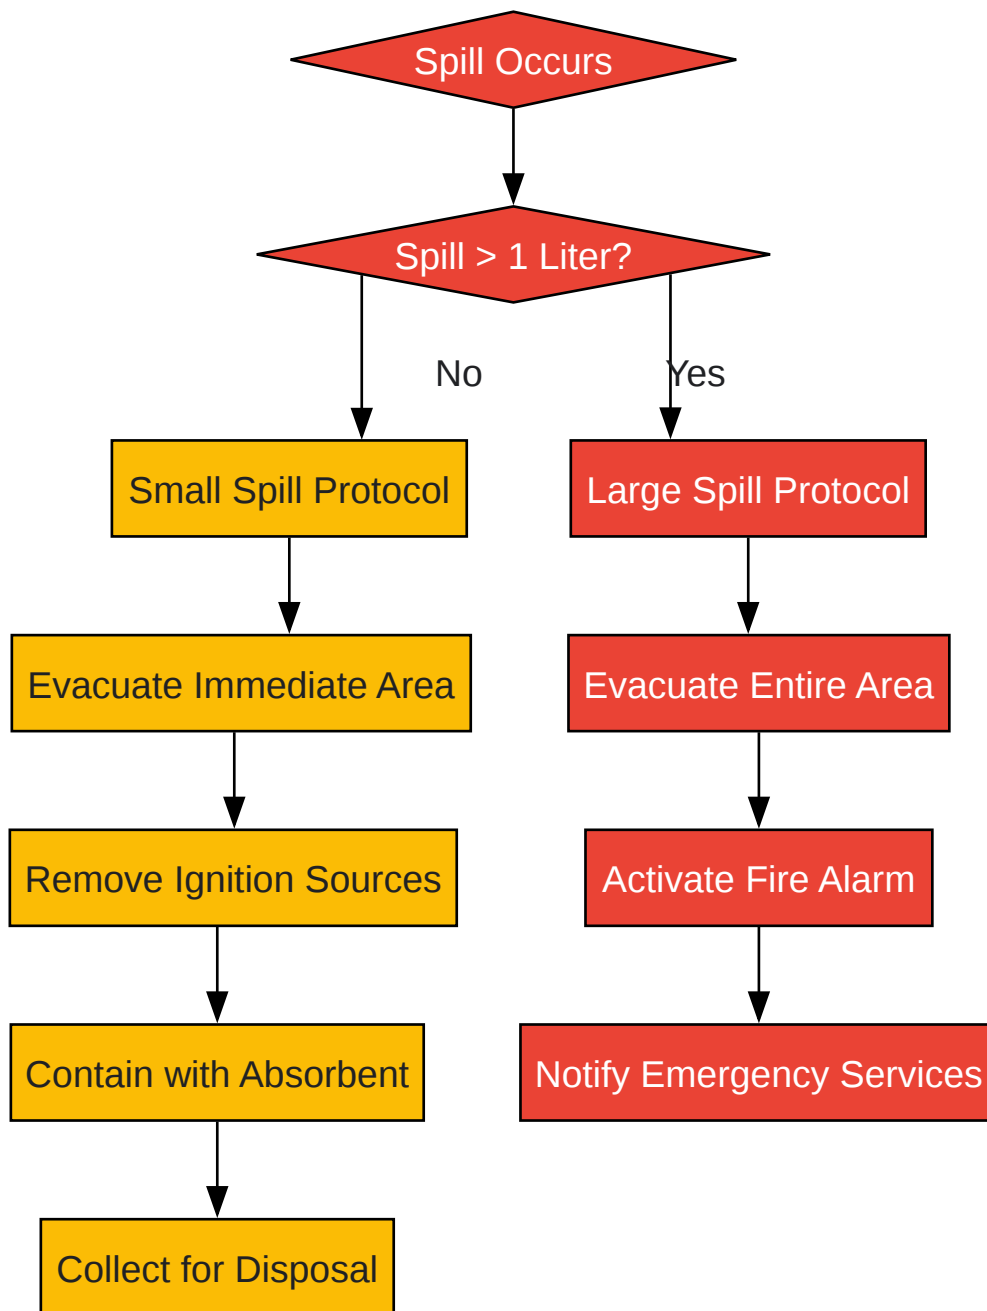 Spill Occurs
Spill > 1 Liter?
No
Yes
Small Spill Protocol
Large Spill Protocol
Evacuate Immediate Area
Evacuate Entire Area
Remove Ignition Sources
Activate Fire Alarm
Contain with Absorbent
Notify Emergency Services
Collect for Disposal